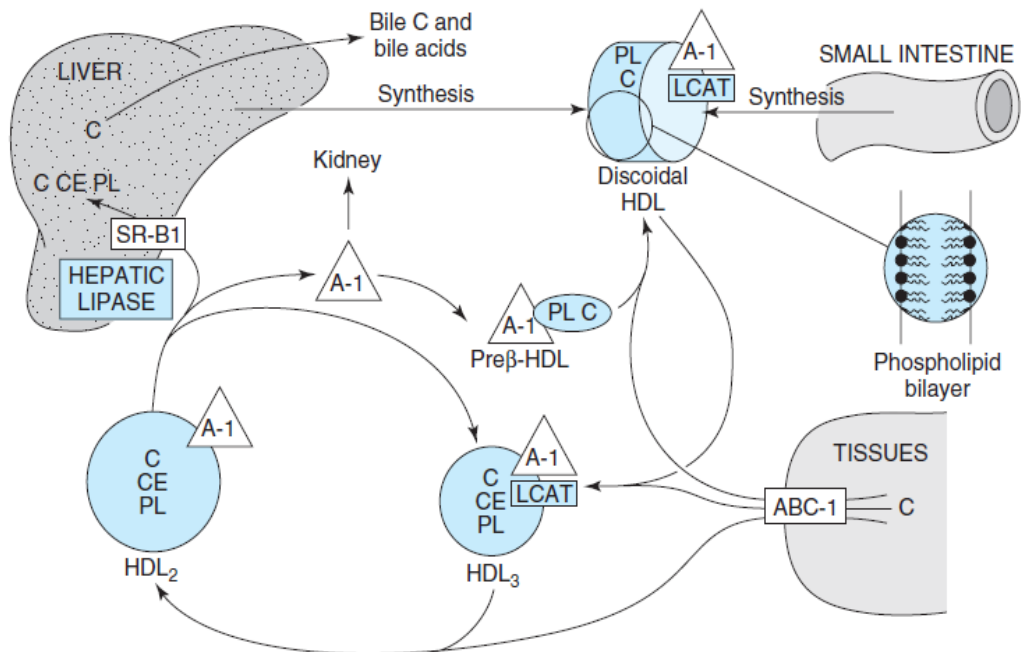 Bile C and
bile acids
LIVER
C
C CE PL
SR-B1
HEPATIC
LIPASE
Synthesis
Kidney
A-1
PL
C
A-1
LCAT
Discoidal
HDL
Synthesis
SMALL INTESTINE
Phospholipid
bilayer
A-1
PL C
Preβ-HDL
A-1
C
CE
PL
HDL₂
A-1
C
CE
PL
LCAT
HDL₃
TISSUES
ABC-1
C